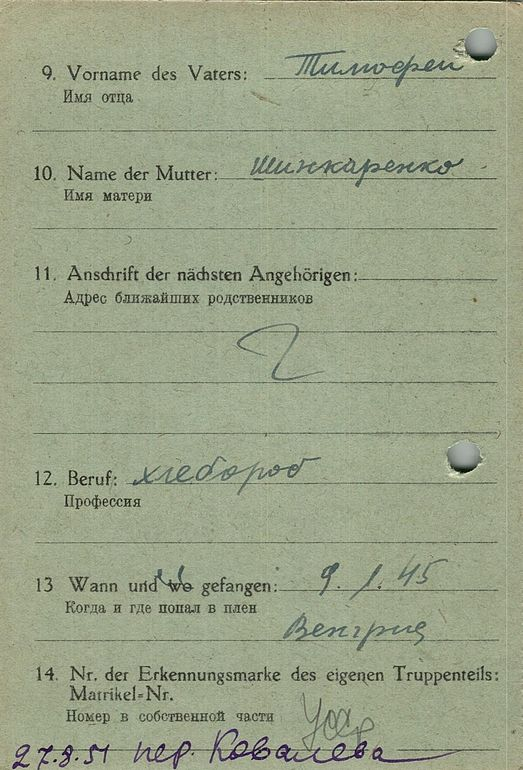 9. Vorname des Vaters: Тимофей
Имя отца
10. Name der Mutter: Шинкаренко
Имя матери
11. Anschrift der nächsten Angehörigen:
Адрес ближайших родственников
12. Beruf: хлебороб
Профессия
13 Wann und wo gefangen: 9.1.45
Когда и где попал в плен
Венгрия
14. Nr. der Erkennungsmarke des eigenen Truppenteils:
Matrikel-Nr.
Номер в собственной части
27.8.51 пер. Ковалева